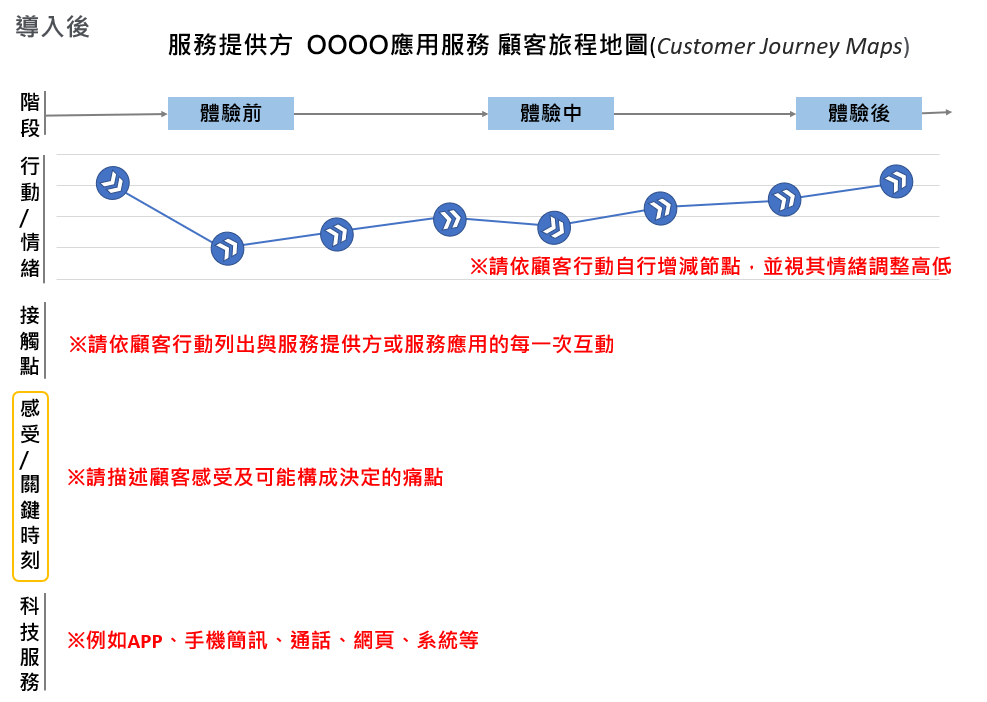 導入後
服務提供方 OOOO應用服務 顧客旅程地圖(Customer Journey Maps)
階段
體驗前
體驗中
體驗後
行動/情緒
※請依顧客行動自行增減節點，並視其情緒調整高低
接觸點
※請依顧客行動列出與服務提供方或服務應用的每一次互動
感受/關鍵時刻
※請描述顧客感受及可能構成決定的痛點
科技服務
※例如APP、手機簡訊、通話、網頁、系統等